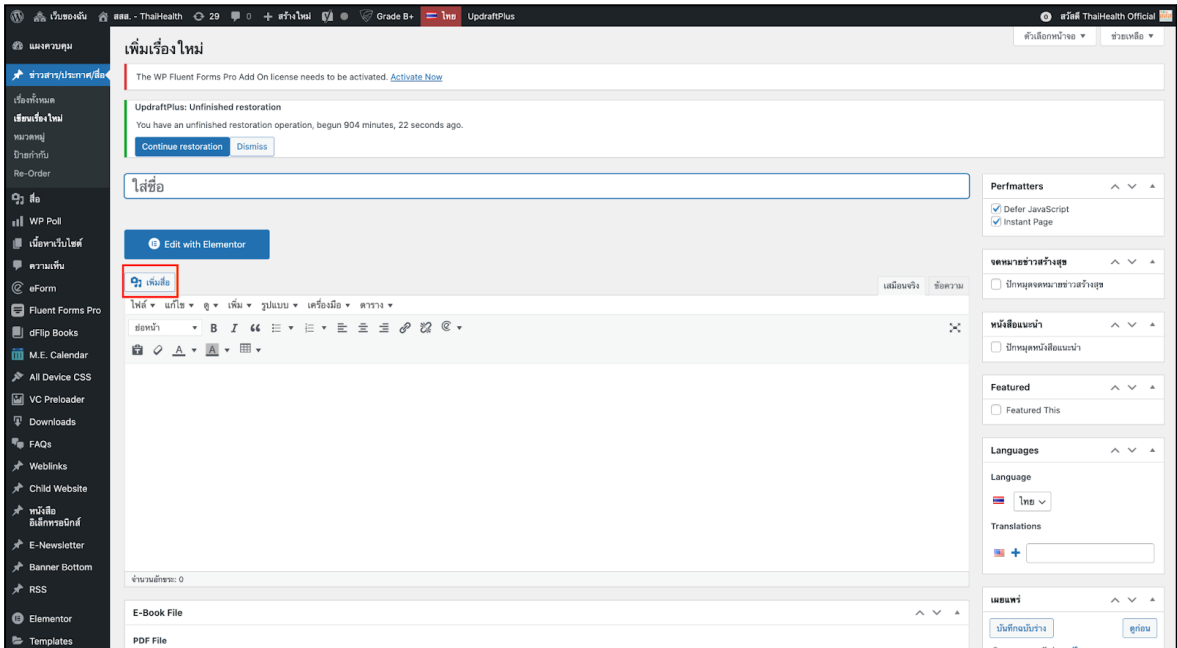 เว็บของฉัน สสส. - ThaiHealth 29 0 + สร้างใหม่ Grade B+ ไทย UpdraftPlus สวัสดี ThaiHealth Official
ตัวเลือกหน้าจอ ช่วยเหลือ
แผงควบคุม
ข่าวสาร/ประกาศ/สื่อ
เรื่องทั้งหมด
เขียนเรื่องใหม่
หมวดหมู่
ป้ายกำกับ
Re-Order
สื่อ
WP Poll
เนื้อหาเว็บไซต์
ความเห็น
eForm
Fluent Forms Pro
dFlip Books
M.E. Calendar
All Device CSS
VC Preloader
Downloads
FAQs
Weblinks
Child Website
หนังสือ
อิเล็กทรอนิกส์
E-Newsletter
Banner Bottom
RSS
Elementor
Templates
เพิ่มเรื่องใหม่
The WP Fluent Forms Pro Add On license needs to be activated. Activate Now
UpdraftPlus: Unfinished restoration
You have an unfinished restoration operation, begun 904 minutes, 22 seconds ago.
Continue restoration Dismiss
ใส่ชื่อ
Edit with Elementor
เพิ่มสื่อ
เสมือนจริง ข้อความ
ไฟล์ แก้ไข ดู เพิ่ม รูปแบบ เครื่องมือ ตาราง
ย่อหน้า B I
A A
จำนวนอักขระ: 0
E-Book File
PDF File
Perfmatters
Defer JavaScript
Instant Page
จดหมายข่าวสร้างสุข
ปักหมุดจดหมายข่าวสร้างสุข
หนังสือแนะนำ
ปักหมุดหนังสือแนะนำ
Featured
Featured This
Languages
Language
ไทย
Translations
เผยแพร่
บันทึกฉบับร่าง ดูก่อน